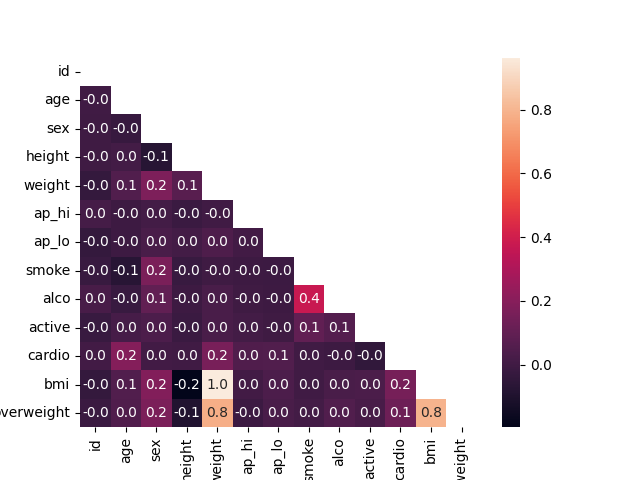 id
age -0.0
sex -0.0 -0.0
height -0.0 0.0 -0.1
weight -0.0 0.1 0.2 0.1
ap_hi 0.0 -0.0 0.0 -0.0 -0.0
ap_lo -0.0 -0.0 0.0 0.0 0.0 0.0
smoke -0.0 -0.1 0.2 -0.0 -0.0 -0.0 -0.0
alco 0.0 -0.0 0.1 -0.0 0.0 -0.0 -0.0 0.4
active -0.0 0.0 0.0 -0.0 0.0 0.0 -0.0 0.1 0.1
cardio 0.0 0.2 0.0 0.0 0.2 0.0 0.1 0.0 -0.0 -0.0
bmi -0.0 0.1 0.2 -0.2 1.0 0.0 0.0 0.0 0.0 0.0 0.2
overweight -0.0 0.0 0.2 -0.1 0.8 -0.0 0.0 0.0 0.0 0.0 0.1 0.8
id age sex height weight ap_hi ap_lo smoke alco active cardio bmi weight
0.8
0.6
0.4
0.2
0.0